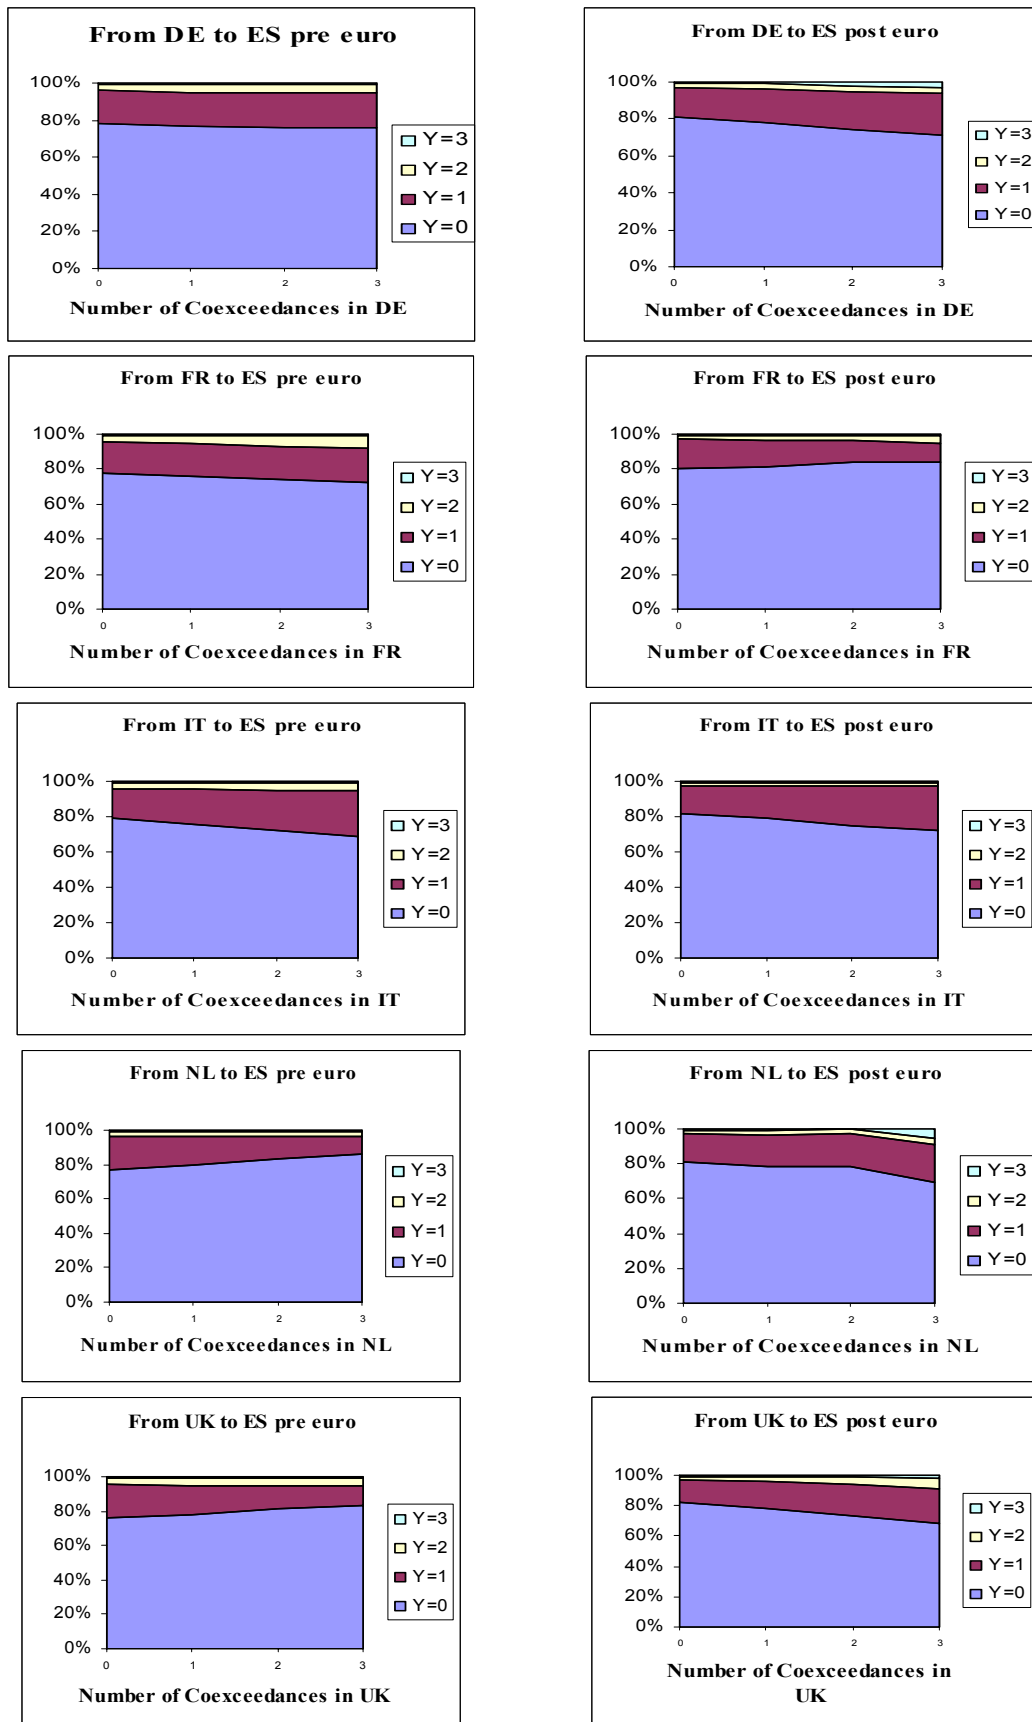 From DE to ES pre euro
100%
80%
60%
40%
20%
0%
0 1 2 3
Number of Coexceedances in DE
Y=3
Y=2
Y=1
Y=0
From DE to ES post euro
100%
80%
60%
40%
20%
0%
0 1 2 3
Number of Coexceedances in DE
Y=3
Y=2
Y=1
Y=0
From FR to ES pre euro
100%
80%
60%
40%
20%
0%
0 1 2 3
Number of Coexceedances in FR
Y=3
Y=2
Y=1
Y=0
From FR to ES post euro
100%
80%
60%
40%
20%
0%
0 1 2 3
Number of Coexceedances in FR
Y=3
Y=2
Y=1
Y=0
From IT to ES pre euro
100%
80%
60%
40%
20%
0%
0 1 2 3
Number of Coexceedances in IT
Y=3
Y=2
Y=1
Y=0
From IT to ES post euro
100%
80%
60%
40%
20%
0%
0 1 2 3
Number of Coexceedances in IT
Y=3
Y=2
Y=1
Y=0
From NL to ES pre euro
100%
80%
60%
40%
20%
0%
0 1 2 3
Number of Coexceedances in NL
Y=3
Y=2
Y=1
Y=0
From NL to ES post euro
100%
80%
60%
40%
20%
0%
0 1 2 3
Number of Coexceedances in NL
Y=3
Y=2
Y=1
Y=0
From UK to ES pre euro
100%
80%
60%
40%
20%
0%
0 1 2 3
Number of Coexceedances in UK
Y=3
Y=2
Y=1
Y=0
From UK to ES post euro
100%
80%
60%
40%
20%
0%
0 1 2 3
Number of Coexceedances in
UK
Y=3
Y=2
Y=1
Y=0